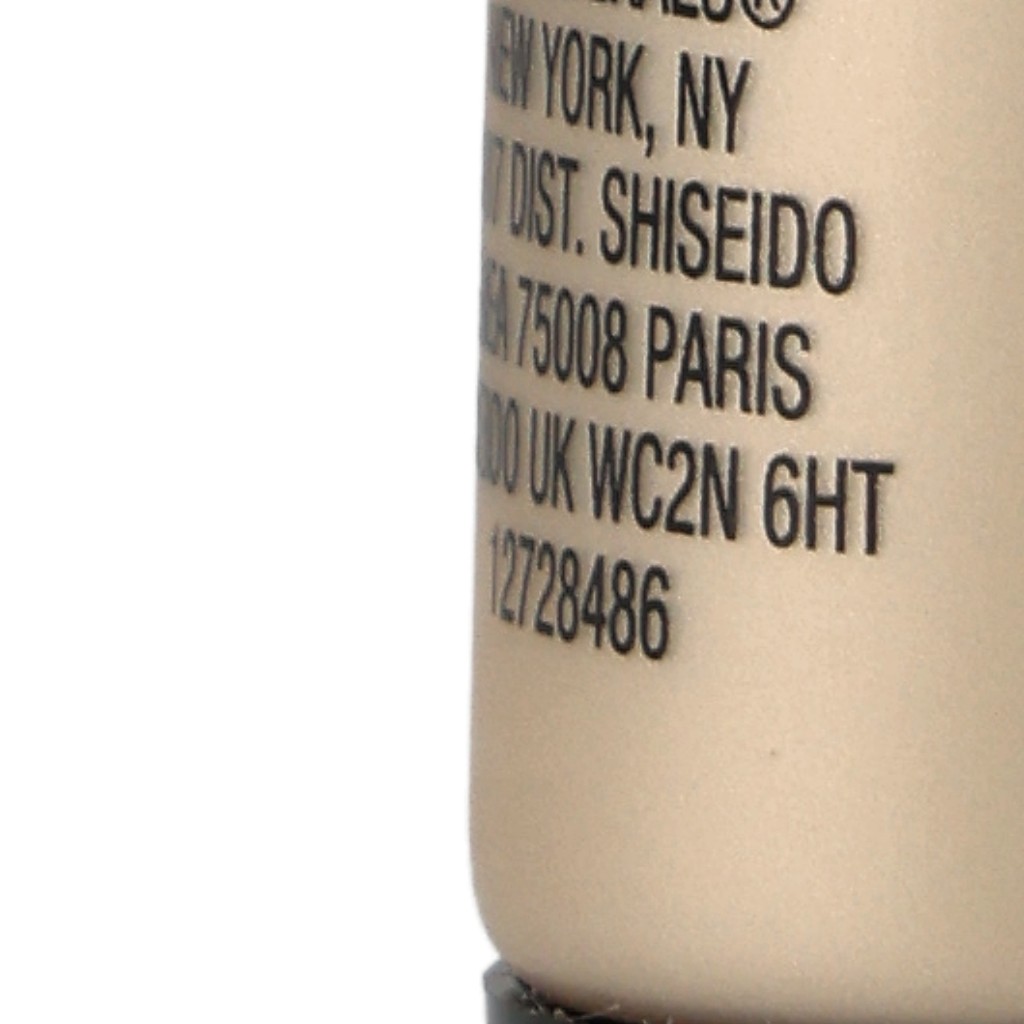 NEW YORK, NY
DIST. SHISEIDO
75008 PARIS
UK WC2N 6HT
12728486